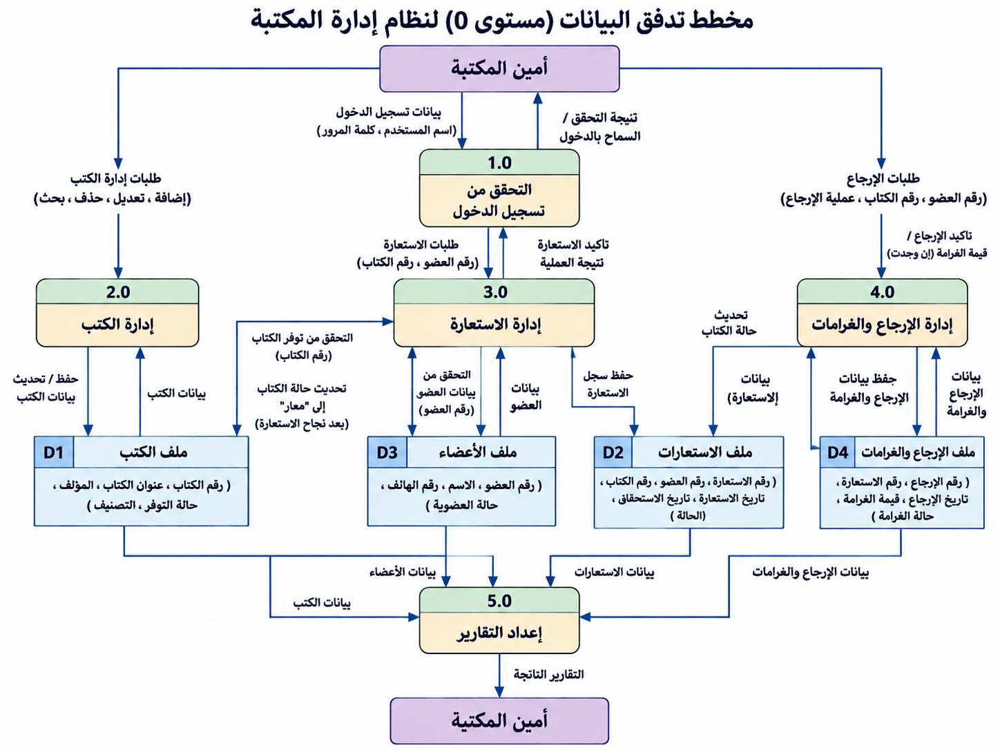 مخطط تدفق البيانات (مستوى 0) لنظام إدارة المكتبة
أمين المكتبة
بيانات تسجيل الدخول
(اسم المستخدم ، كلمة المرور)
تنيجة التحقق /
السماح بالدخول
1.0
التحقق من
تسجيل الدخول
طلبات إدارة الكتب
(إضافة ، تعديل ، حذف ، بحث)
طلبات الإرجاع
(رقم العضو ، رقم الكتاب ، عملية الإرجاع)
طلبات الاستعارة
(رقم العضو ، رقم الكتاب)
تاكيد الاستعارة
نتيجة العملية
تاكيد الإرجاع /
قيمة الغرامة (إن وجدت)
2.0
إدارة الكتب
3.0
إدارة الاستعارة
4.0
إدارة الإرجاع والغرامات
حفظ / تحديث
بيانات الكتب
بيانات الكتب
التحقق من توفر الكتاب
(رقم الكتاب)
تحديت حالة الكتاب
إلى "معار"
(بعد نجاح الاستعارة)
التحقق من
بيانات العضو
(رقم العضو)
بيانات
العضو
حفض سجل
الاستعارة
تحديث
حالة الكتاب
بيانات
الإستعارة)
حفظ بيانات
الإرجاع والغرامة
بيانات
الإرجاع
والغرامة
D1
ملف الكتب
( رقم الكتاب ، عنوان الكتاب ، المؤلف ،
حالة التوفر ، التصنيف )
D3
ملف الأعضاء
( رقم العضو ، الاسم ، رقم الهاتف ،
حالة العضوية )
D2
ملف الاستعارات
( رقم الاستعارة ، رقم العضو ، رقم الكتاب ،
تاريخ الاستعارة ، تاريخ الاستحقاق ،
(الحالة )
D4
ملف الإرجاع والغرامات
( رقم الإرجاع ، رقم الاستعارة ،
تاريخ الإرجاع ، قيمة الغرامة ،
حالة الغرامة )
بيانات الأعضاء
بيانات الاستعارات
بيانات الإرجاع والغرامات
بيانات الكتب
5.0
إعداد التقارير
التقارير التانجة
أمين المكتبة